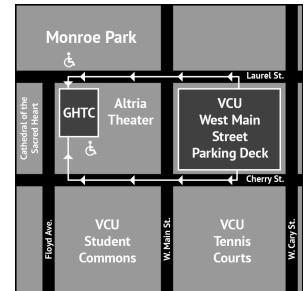 Monroe Park
Laurel St.
Cathedral of the
Sacred Heart
GHTC
Altria
Theater
VCU
West Main
Street
Parking Deck
Cherry St.
Floyd Ave.
VCU
Student
Commons
W. Main St.
VCU
Tennis
Courts
W. Cary St.